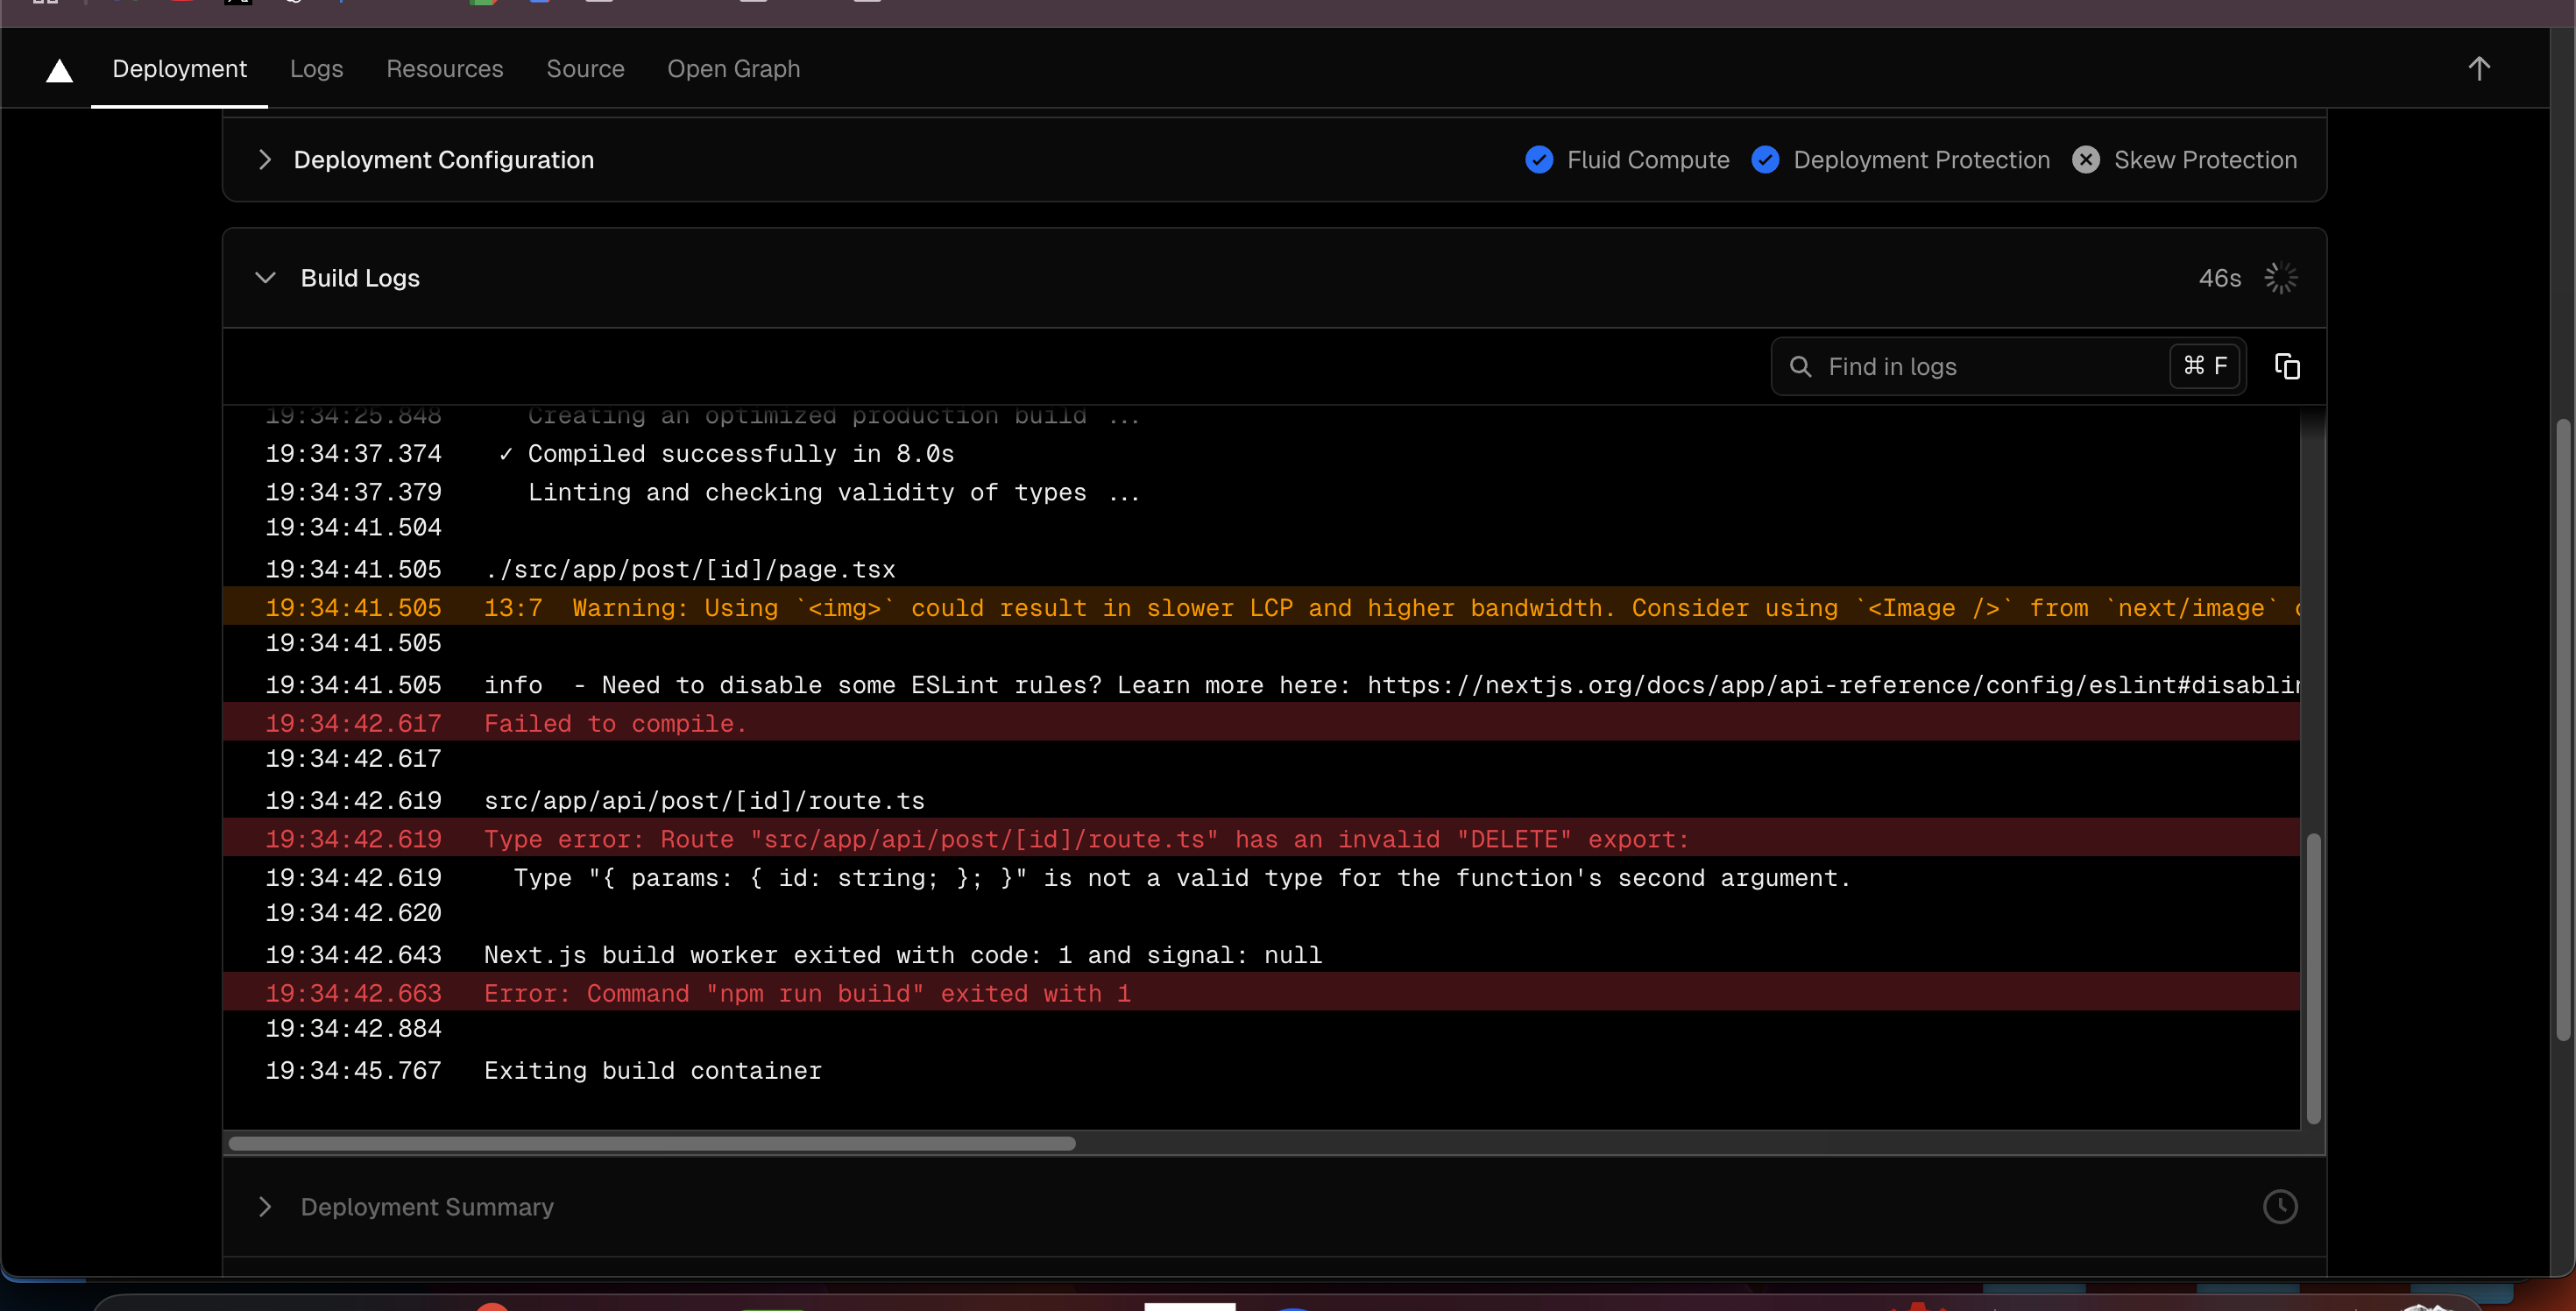 Deployment Logs Resources Source Open Graph
Deployment Configuration Fluid Compute Deployment Protection Skew Protection
Build Logs 46s
Find in logs ⌘ F
19:34:25.848 Creating an optimized production build ...
19:34:37.374 ✓ Compiled successfully in 8.0s
19:34:37.379 Linting and checking validity of types ...
19:34:41.504
19:34:41.505 ./src/app/post/[id]/page.tsx
19:34:41.505 13:7 Warning: Using `<img>` could result in slower LCP and higher bandwidth. Consider using `<Image />` from `next/image`
19:34:41.505
19:34:41.505 info - Need to disable some ESLint rules? Learn more here: https://nextjs.org/docs/app/api-reference/config/eslint#disablin
19:34:42.617 Failed to compile.
19:34:42.617
19:34:42.619 src/app/api/post/[id]/route.ts
19:34:42.619 Type error: Route "src/app/api/post/[id]/route.ts" has an invalid "DELETE" export:
19:34:42.619 Type "{ params: { id: string; }; }" is not a valid type for the function's second argument.
19:34:42.620
19:34:42.643 Next.js build worker exited with code: 1 and signal: null
19:34:42.663 Error: Command "npm run build" exited with 1
19:34:42.884
19:34:45.767 Exiting build container
Deployment Summary